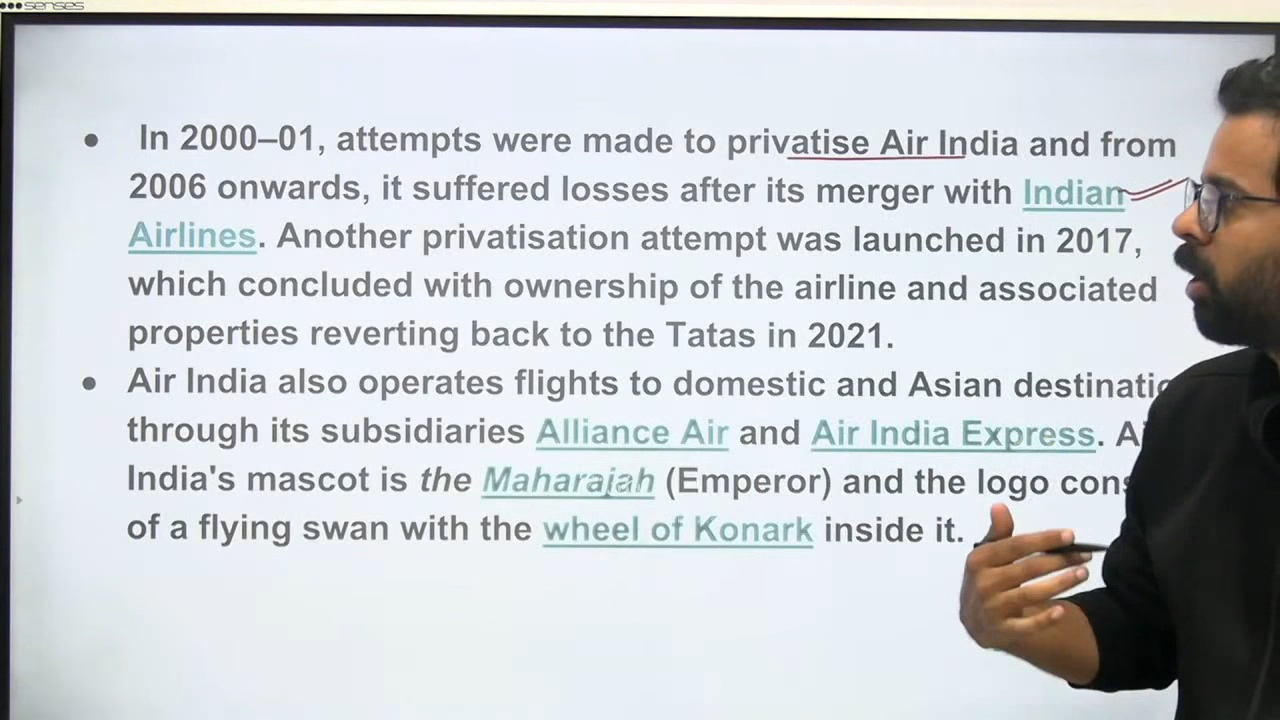 senses
In 2000–01, attempts were made to privatise Air India and from
2006 onwards, it suffered losses after its merger with Indian
Airlines. Another privatisation attempt was launched in 2017,
which concluded with ownership of the airline and associated
properties reverting back to the Tatas in 2021.
Air India also operates flights to domestic and Asian
through its subsidiaries Alliance Air and Air India Express.
India's mascot is the Maharajah (Emperor) and the logo
of a flying swan with the wheel of Konark inside it.